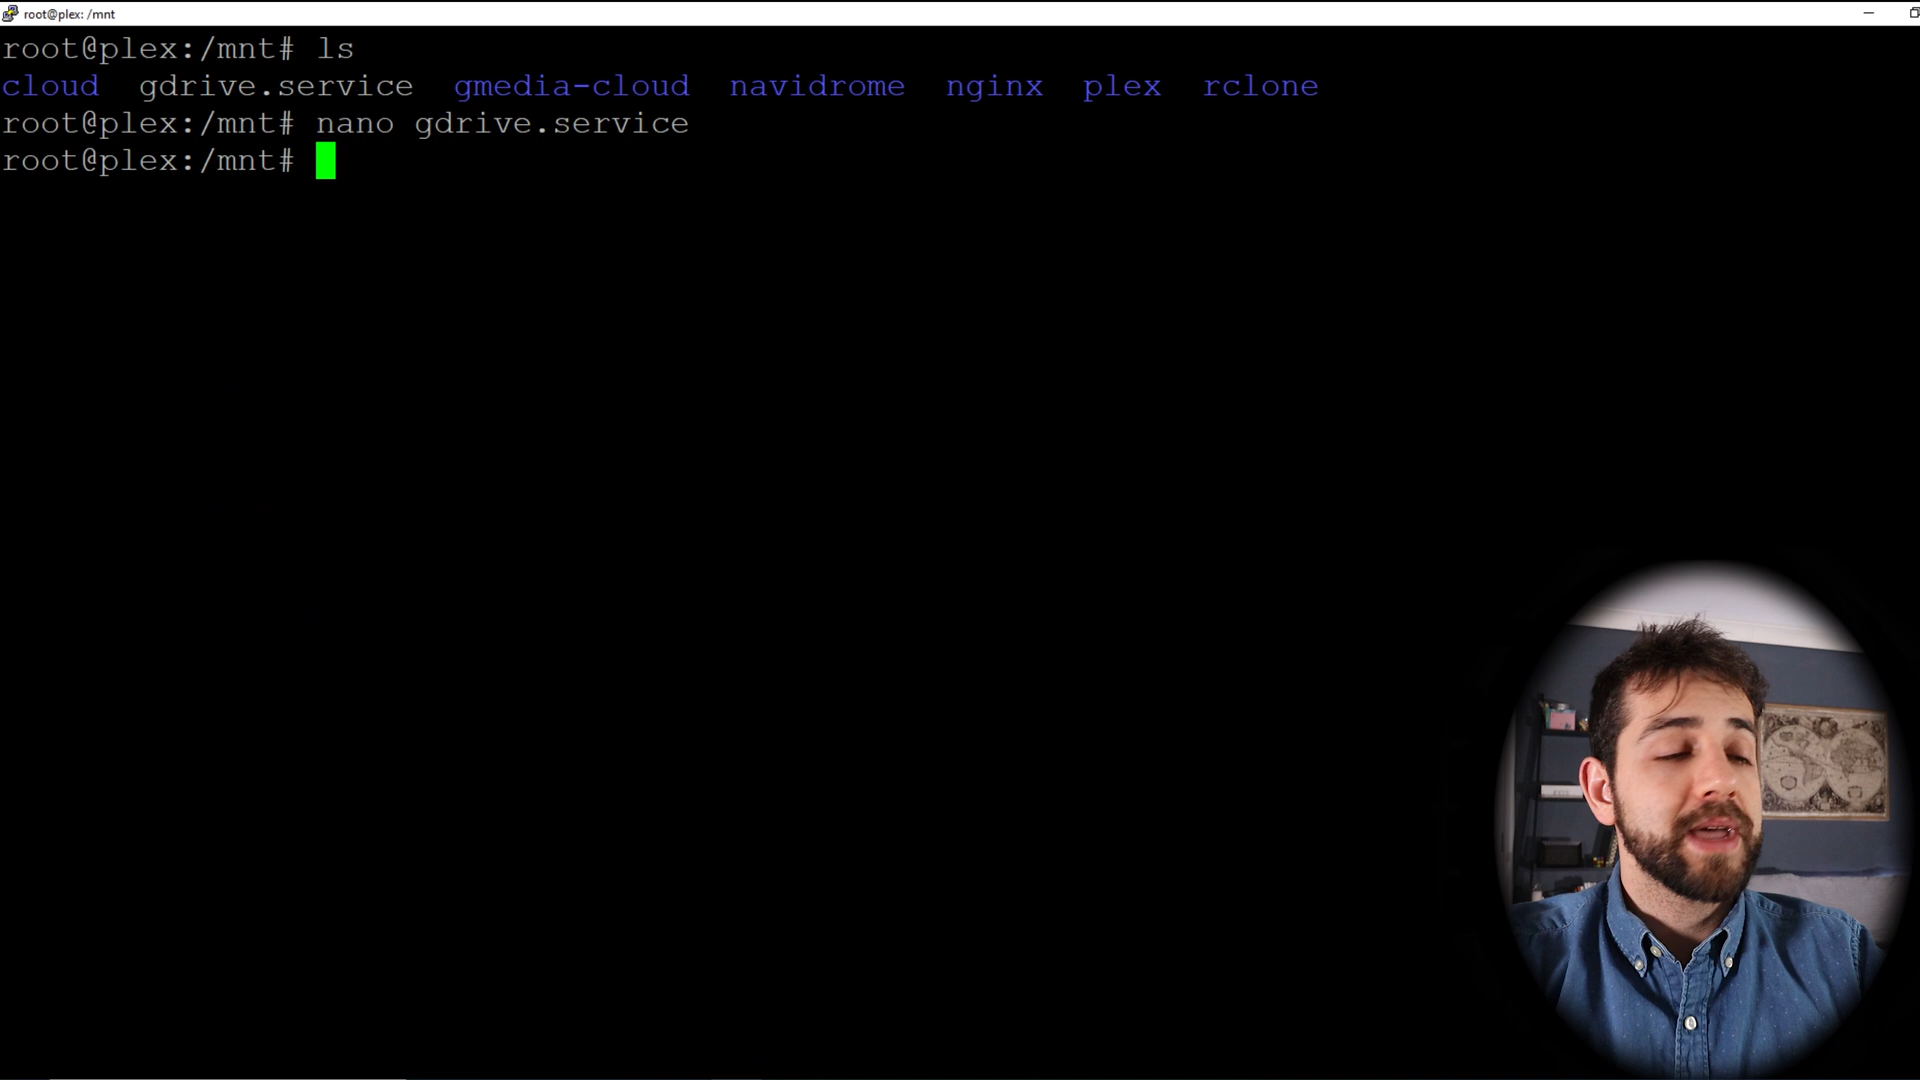 root@plex: /mnt
root@plex:/mnt# ls
cloud gdrive.service gmedia-cloud navidrome nginx plex rclone
root@plex:/mnt# nano gdrive.service
root@plex:/mnt#